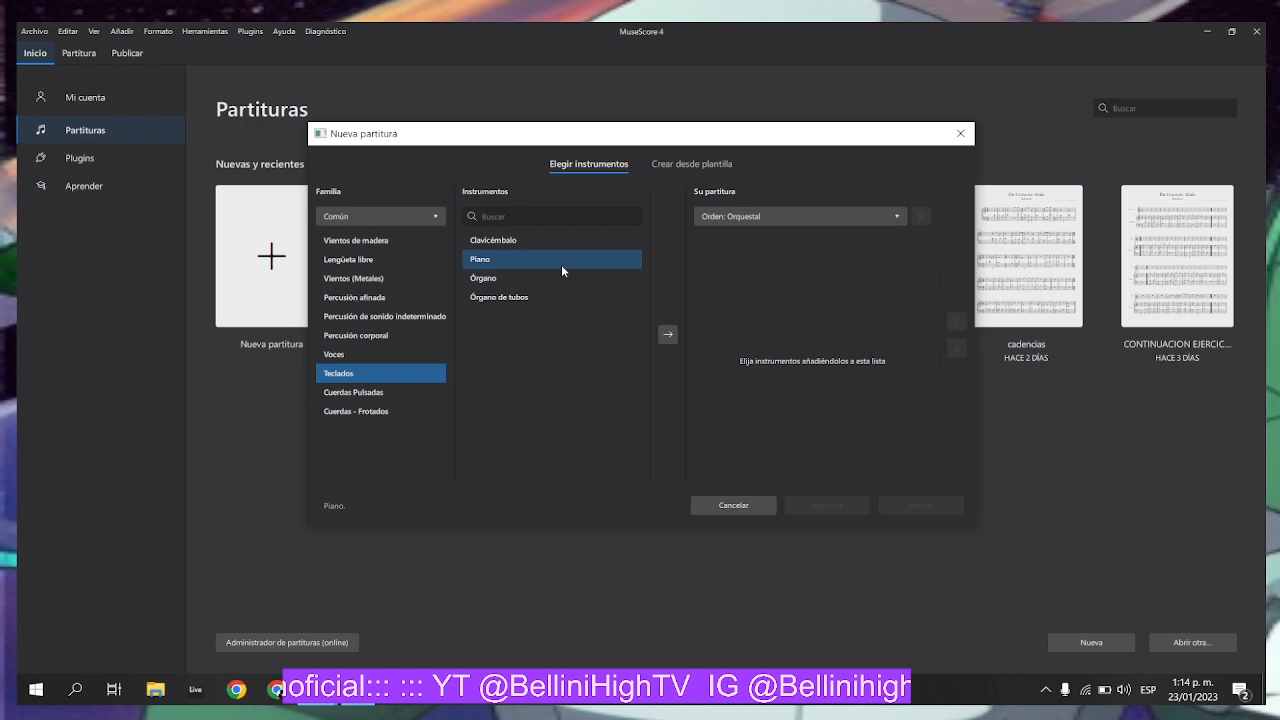 Archivo Editar Ver Añadir Formato Herramientas Plugins Ayuda Diagnóstico
MuseScore 4
Inicio Partitura Publicar
Mi cuenta
Partituras
Plugins
Aprender
Partituras
Buscar
Nuevas y recientes
Nueva partitura
cadencias
HACE 2 DÍAS
CONTINUACION EJERCIC...
HACE 3 DÍAS
Nueva partitura
Elegir instrumentos Crear desde plantilla
Familia
Común
Vientos de madera
Lengüeta libre
Vientos (Metales)
Percusión afinada
Percusión de sonido indeterminado
Percusión corporal
Voces
Teclados
Cuerdas Pulsadas
Cuerdas - Frotados
Instrumentos
Buscar
Clavicémbalo
Piano
Órgano
Órgano de tubos
Su partitura
Orden: Orquestal
Elija instrumentos añadiéndolos a esta lista
Piano.
Cancelar
Administrador de partituras (online)
Nueva
Abrir otra...
Live
oficial::: ::: YT @BelliniHighTV IG @Bellinihigh
ESP
1:14 p. m.
23/01/2023
2